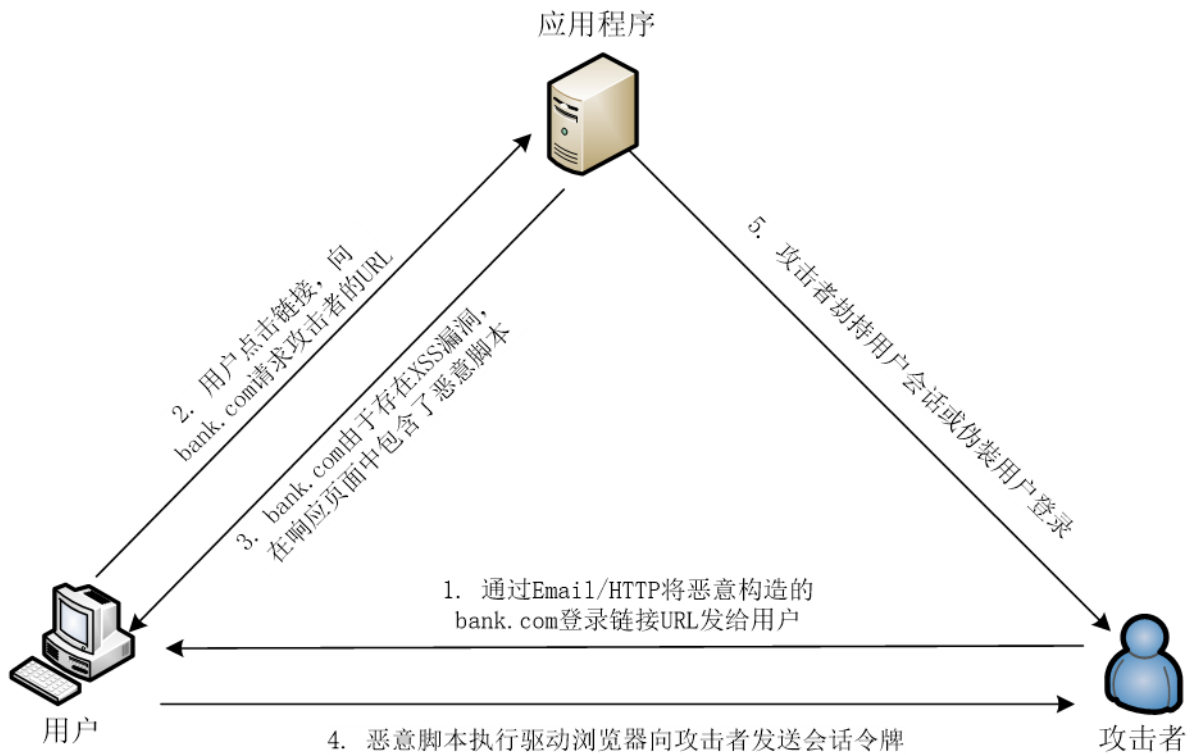 应用程序
2. 用户点击链接，向
bank.com请求攻击者的URL
3. bank.com由于存在XSS漏洞，
在响应页面中包含了恶意脚本
5. 攻击者劫持用户会话或伪装用户登录
1. 通过Email/HTTP将恶意构造的
bank.com登录链接URL发给用户
用户
4. 恶意脚本执行驱动浏览器向攻击者发送会话令牌
攻击者